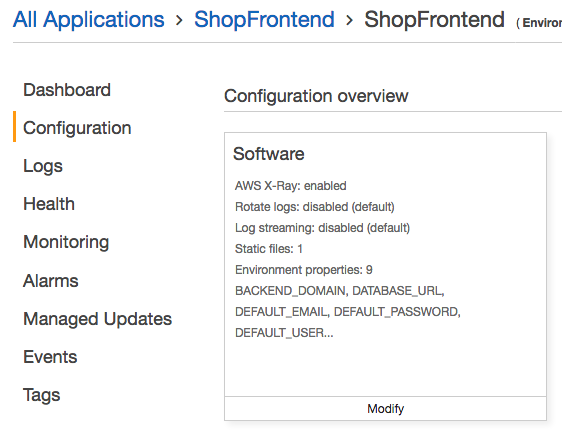 All Applications > ShopFrontend > ShopFrontend ( Environ
Dashboard
Configuration
Logs
Health
Monitoring
Alarms
Managed Updates
Events
Tags
Configuration overview
Software
AWS X-Ray: enabled
Rotate logs: disabled (default)
Log streaming: disabled (default)
Static files: 1
Environment properties: 9
BACKEND_DOMAIN, DATABASE_URL,
DEFAULT_EMAIL, DEFAULT_PASSWORD,
DEFAULT_USER...
Modify